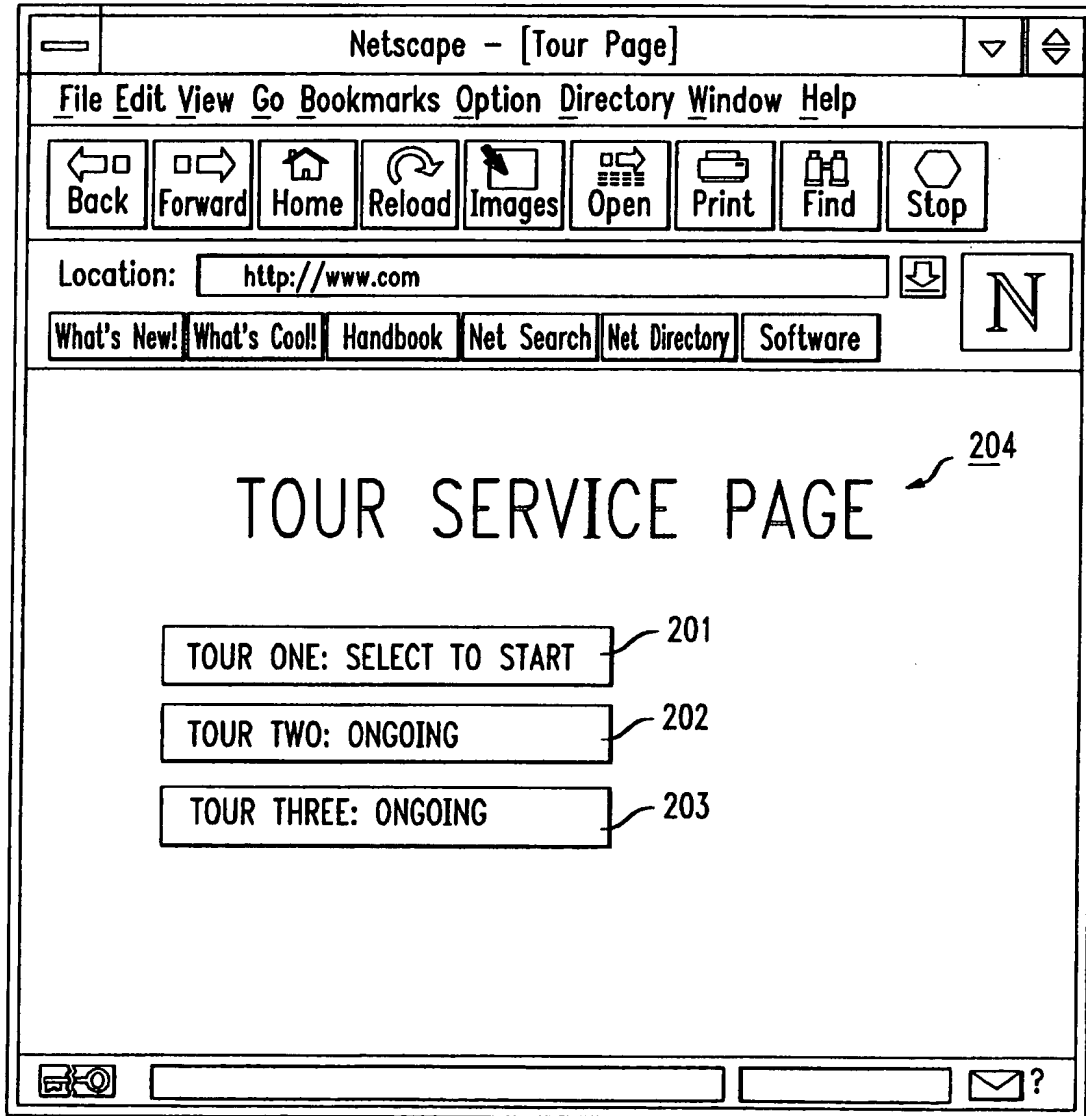 Netscape – [Tour Page]
File Edit View Go Bookmarks Option Directory Window Help
Back Forward Home Reload Images Open Print Find Stop
Location: http://www.com
N
What's New! What's Cool! Handbook Net Search Net Directory Software
204
TOUR SERVICE PAGE
TOUR ONE: SELECT TO START 201
TOUR TWO: ONGOING 202
TOUR THREE: ONGOING 203
?